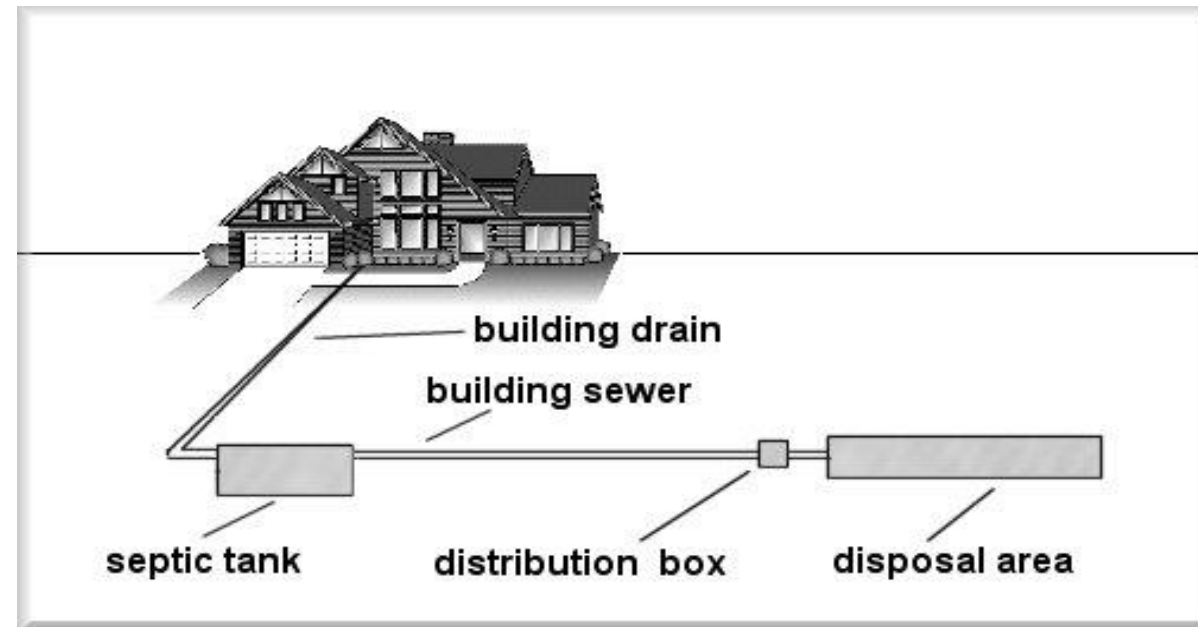 building drain
building sewer
septic tank
distribution box
disposal area